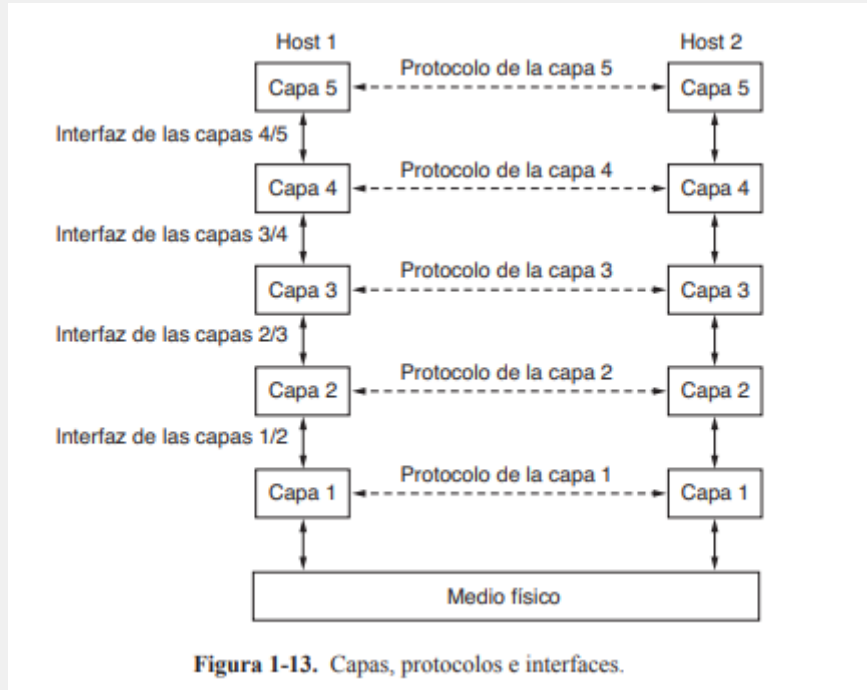 Host 1
Host 2
Capa 5
Protocolo de la capa 5
Capa 5
Interfaz de las capas 4/5
Capa 4
Protocolo de la capa 4
Capa 4
Interfaz de las capas 3/4
Capa 3
Protocolo de la capa 3
Capa 3
Interfaz de las capas 2/3
Capa 2
Protocolo de la capa 2
Capa 2
Interfaz de las capas 1/2
Capa 1
Protocolo de la capa 1
Capa 1
Medio físico
Figura 1-13. Capas, protocolos e interfaces.